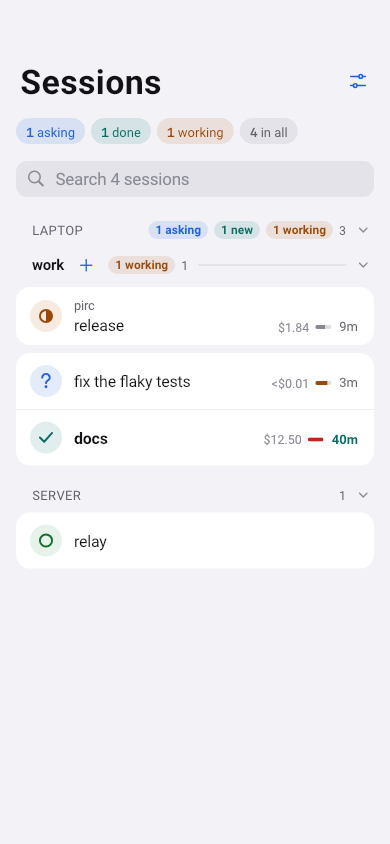 Sessions
1 asking 1 done 1 working 4 in all
Search 4 sessions
LAPTOP 1 asking 1 new 1 working 3
work + 1 working 1
pirc
release $1.84 9m
? fix the flaky tests <$0.01 3m
docs $12.50 40m
SERVER 1
relay